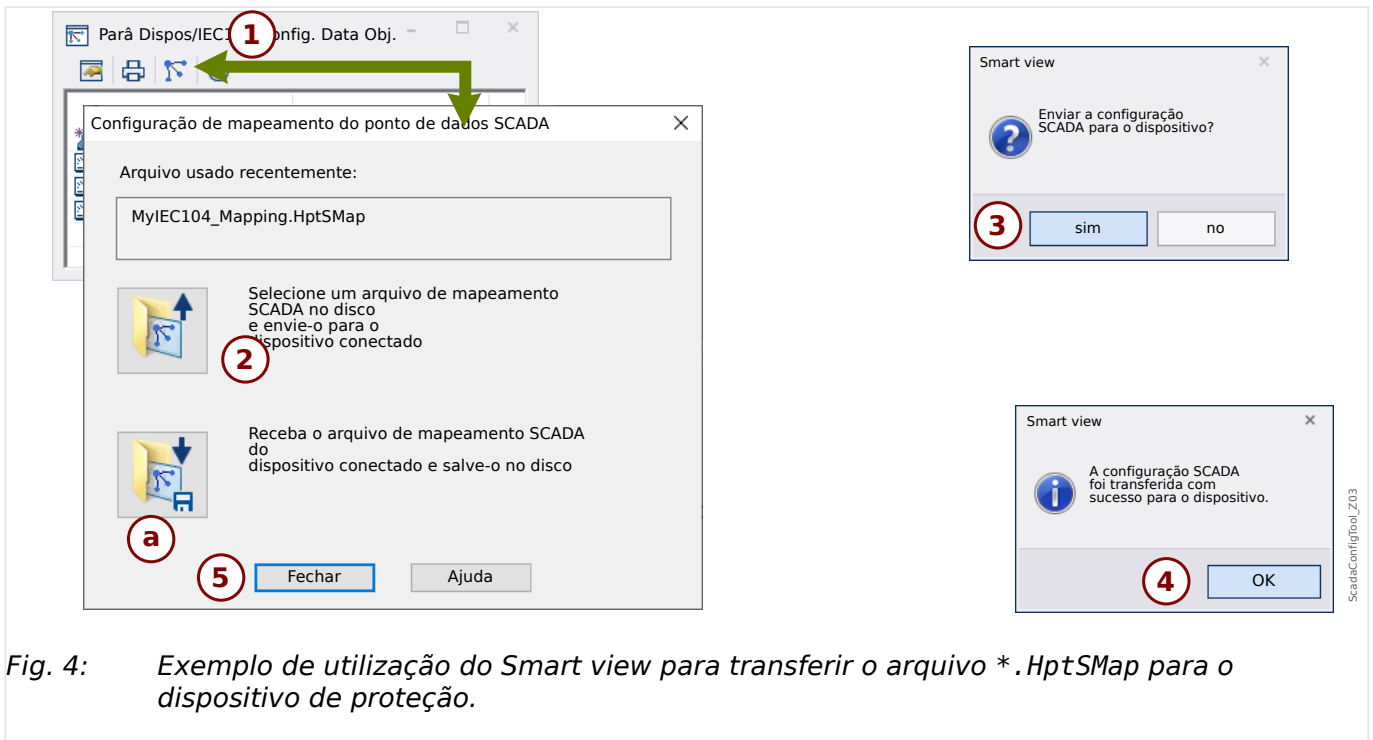 Parâ Dispos/IEC1
1
onfig. Data Obj.
Configuração de mapeamento do ponto de dados SCADA
Arquivo usado recentemente:
MyIEC104_Mapping.HptSMap
Selecione um arquivo de mapeamento
SCADA no disco
e envie-o para o
dispositivo conectado
2
Receba o arquivo de mapeamento SCADA
do
dispositivo conectado e salve-o no disco
a
5
Fechar
Ajuda
Smart view
Enviar a configuração
SCADA para o dispositivo?
3
sim
no
Smart view
A configuração SCADA
foi transferida com
sucesso para o dispositivo.
4
OK
ScadaConfigTool_Z03
Fig. 4: Exemplo de utilização do Smart view para transferir o arquivo *.HptSMap para o
dispositivo de proteção.